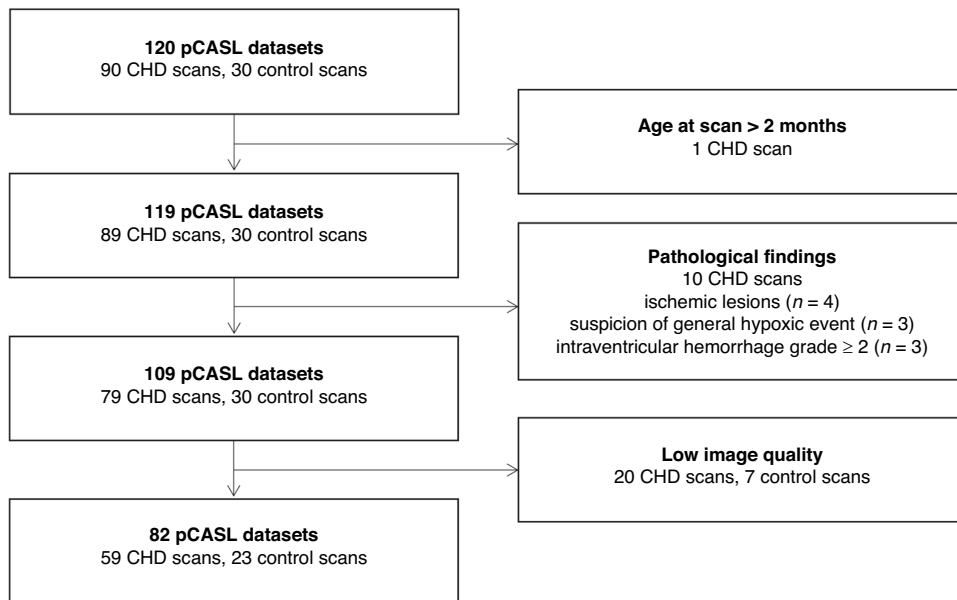 120 pCASL datasets
90 CHD scans, 30 control scans
Age at scan > 2 months
1 CHD scan
119 pCASL datasets
89 CHD scans, 30 control scans
Pathological findings
10 CHD scans
ischemic lesions (n = 4)
suspicion of general hypoxic event (n = 3)
intraventricular hemorrhage grade ≥ 2 (n = 3)
109 pCASL datasets
79 CHD scans, 30 control scans
Low image quality
20 CHD scans, 7 control scans
82 pCASL datasets
59 CHD scans, 23 control scans